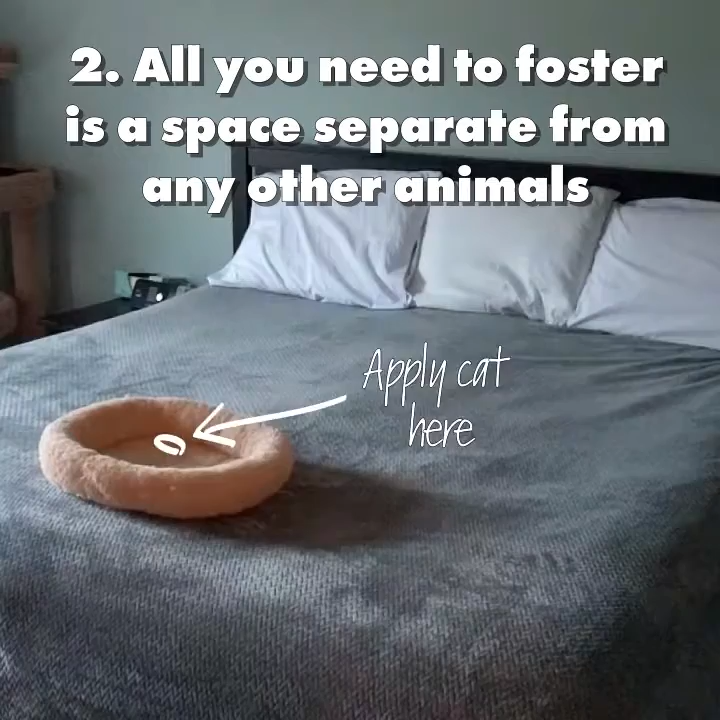 2. All you need to foster
is a space separate from
any other animals
Apply cat
here